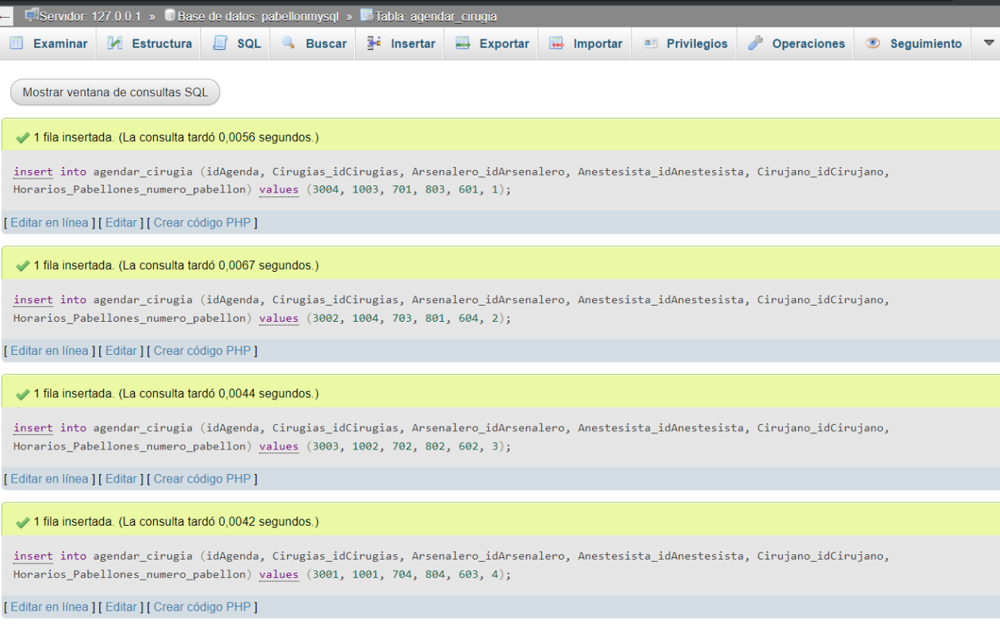 Servidor: 127.0.0.1 » Base de datos: pabellonmysql » Tabla: agendar_cirugia
Examinar Estructura SQL Buscar Insertar Exportar Importar Privilegios Operaciones Seguimiento
Mostrar ventana de consultas SQL
1 fila insertada. (La consulta tardó 0,0056 segundos.)
insert into agendar_cirugia (idAgenda, Cirugias_idCirugias, Arsenalero_idArsenalero, Anestesista_idAnestesista, Cirujano_idCirujano,
Horarios_Pabellones_numero_pabellon) values (3004, 1003, 701, 803, 601, 1);
[ Editar en línea ] [ Editar ] [ Crear código PHP ]
1 fila insertada. (La consulta tardó 0,0067 segundos.)
insert into agendar_cirugia (idAgenda, Cirugias_idCirugias, Arsenalero_idArsenalero, Anestesista_idAnestesista, Cirujano_idCirujano,
Horarios_Pabellones_numero_pabellon) values (3002, 1004, 703, 801, 604, 2);
[ Editar en línea ] [ Editar ] [ Crear código PHP ]
1 fila insertada. (La consulta tardó 0,0044 segundos.)
insert into agendar_cirugia (idAgenda, Cirugias_idCirugias, Arsenalero_idArsenalero, Anestesista_idAnestesista, Cirujano_idCirujano,
Horarios_Pabellones_numero_pabellon) values (3003, 1002, 702, 802, 602, 3);
[ Editar en línea ] [ Editar ] [ Crear código PHP ]
1 fila insertada. (La consulta tardó 0,0042 segundos.)
insert into agendar_cirugia (idAgenda, Cirugias_idCirugias, Arsenalero_idArsenalero, Anestesista_idAnestesista, Cirujano_idCirujano,
Horarios_Pabellones_numero_pabellon) values (3001, 1001, 704, 804, 603, 4);
[ Editar en línea ] [ Editar ] [ Crear código PHP ]